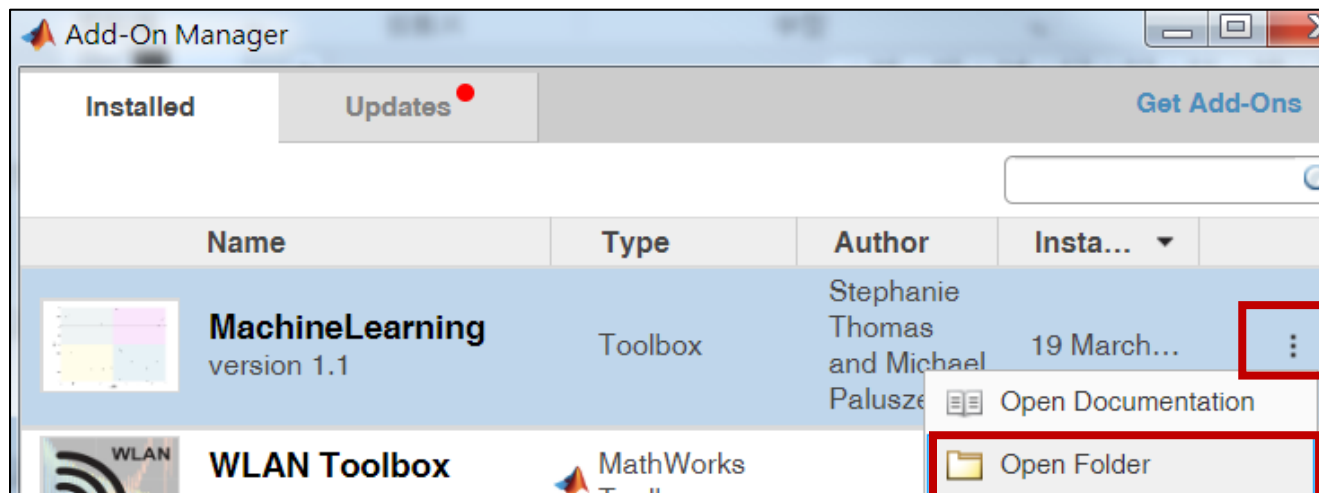 Add-On Manager
Installed
Updates
Get Add-Ons
Name
Type
Author
Insta...
MachineLearning
version 1.1
Toolbox
Stephanie
Thomas
and Michael
Palusze
19 March...
Open Documentation
Open Folder
WLAN
WLAN Toolbox
MathWorks